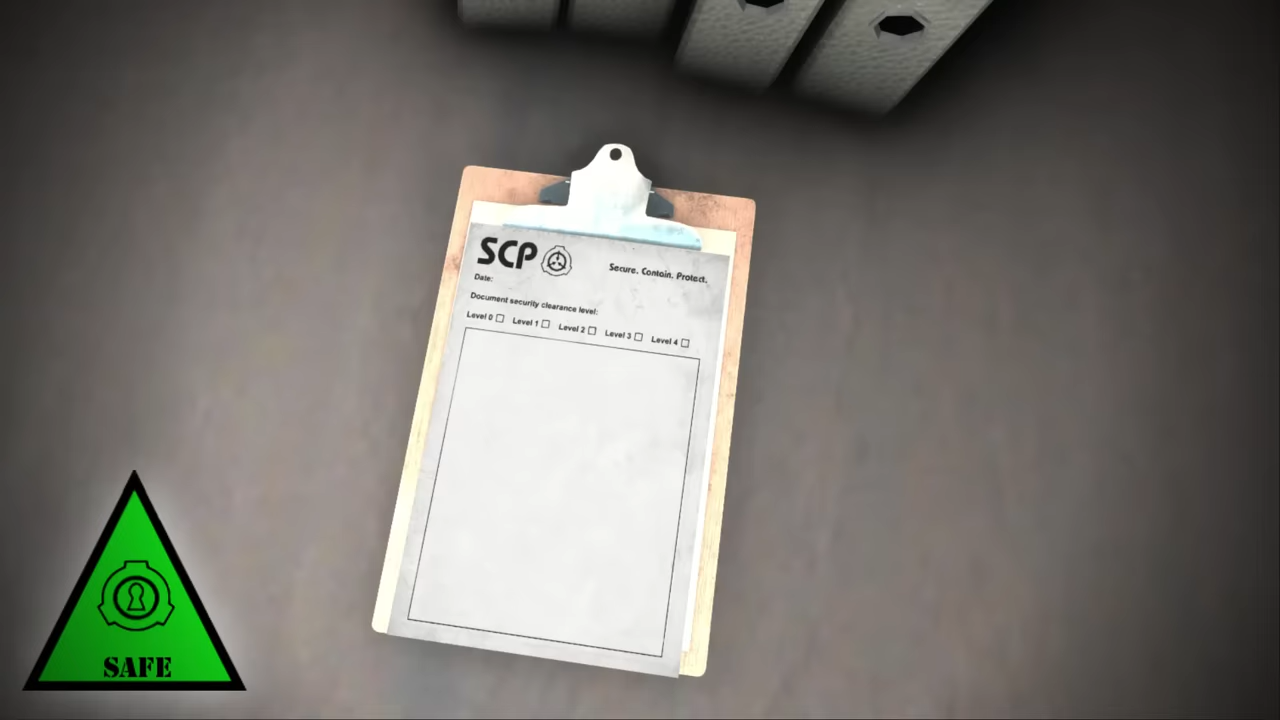 SCP
Secure. Contain. Protect.
Date:
Document security clearance level:
Level 0 Level 1 Level 2 Level 3 Level 4
SAFE